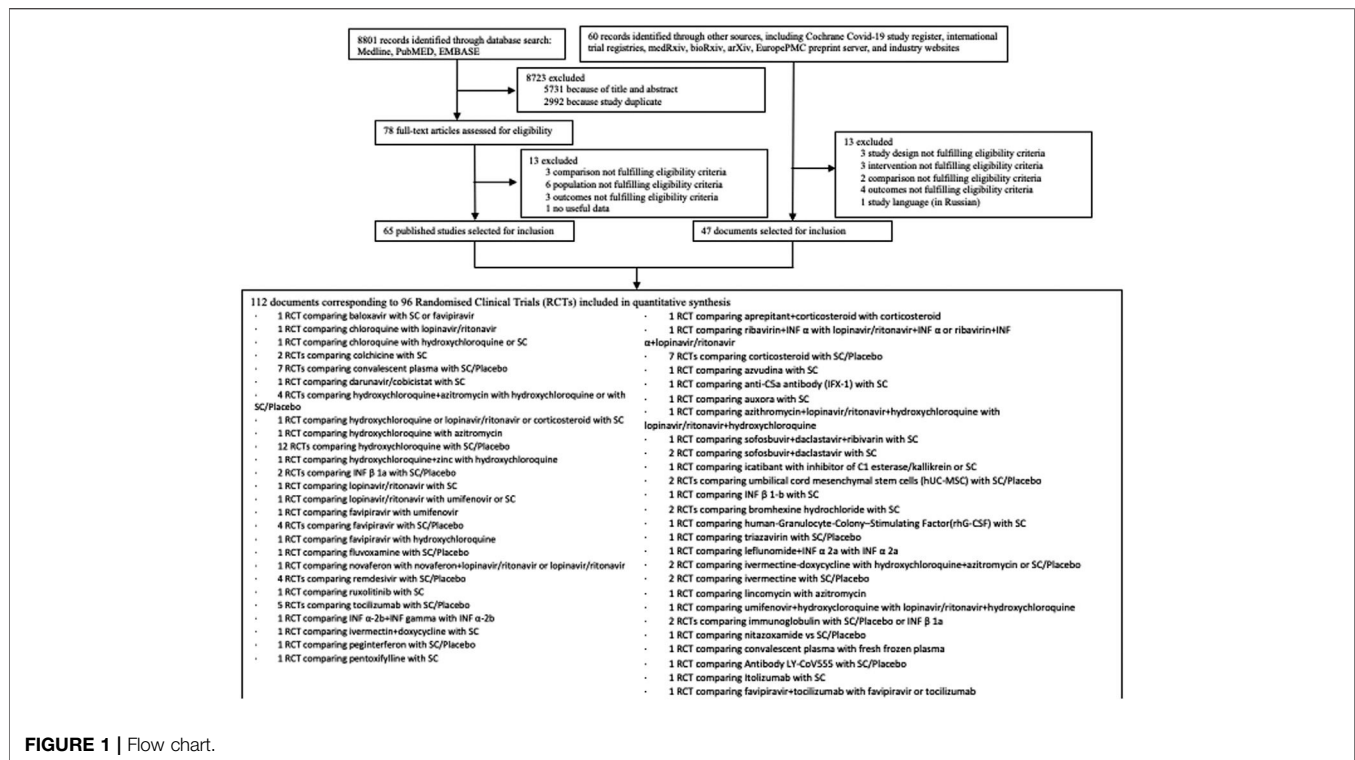 8801 records identified through database search:
Medline, PubMED, EMBASE
60 records identified through other sources, including Cochrane Covid-19 study register, international
trial registries, medRxiv, bioRxiv, arXiv, EuropePMC preprint server, and industry websites
8723 excluded
5731 because of title and abstract
2992 because study duplicate
78 full-text articles assessed for eligibility
13 excluded
3 comparison not fulfilling eligibility criteria
6 population not fulfilling eligibility criteria
3 outcomes not fulfilling eligibility criteria
1 no useful data
13 excluded
3 study design not fulfilling eligibility criteria
3 intervention not fulfilling eligibility criteria
2 comparison not fulfilling eligibility criteria
4 outcomes not fulfilling eligibility criteria
1 study language (in Russian)
65 published studies selected for inclusion
47 documents selected for inclusion
112 documents corresponding to 96 Randomised Clinical Trials (RCTs) included in quantitative synthesis
· 1 RCT comparing baloxavir with SC or favipiravir
· 1 RCT comparing chloroquine with lopinavir/ritonavir
· 1 RCT comparing chloroquine with hydroxychloroquine or SC
· 2 RCTs comparing colchicine with SC
· 7 RCTs comparing convalescent plasma with SC/Placebo
· 1 RCT comparing darunavir/cobicistat with SC
· 4 RCTs comparing hydroxychloroquine+azitromycin with hydroxychloroquine or with
SC/Placebo
· 1 RCT comparing hydroxychloroquine or lopinavir/ritonavir or corticosteroid with SC
· 1 RCT comparing hydroxychloroquine with azitromycin
· 12 RCTs comparing hydroxychloroquine with SC/Placebo
· 1 RCT comparing hydroxychloroquine+zinc with hydroxychloroquine
· 2 RCTs comparing INF β 1a with SC/Placebo
· 1 RCT comparing lopinavir/ritonavir with SC
· 1 RCT comparing lopinavir/ritonavir with umifenovir or SC
· 1 RCT comparing favipiravir with umifenovir
· 4 RCTs comparing favipiravir with SC/Placebo
· 1 RCT comparing favipiravir with hydroxychloroquine
· 1 RCT comparing fluvoxamine with SC/Placebo
· 1 RCT comparing novaferon with novaferon+lopinavir/ritonavir or lopinavir/ritonavir
· 4 RCTs comparing remdesivir with SC/Placebo
· 1 RCT comparing ruxolitinib with SC
· 5 RCTs comparing tocilizumab with SC/Placebo
· 1 RCT comparing INF α-2b+INF gamma with INF α-2b
· 1 RCT comparing ivermectin+doxycycline with SC
· 1 RCT comparing peginterferon with SC/Placebo
· 1 RCT comparing pentoxifylline with SC
· 1 RCT comparing aprepitant+corticosteroid with corticosteroid
· 1 RCT comparing ribavirin+INF α with lopinavir/ritonavir+INF α or ribavirin+INF
α+lopinavir/ritonavir
· 7 RCTs comparing corticosteroid with SC/Placebo
· 1 RCT comparing azvudina with SC
· 1 RCT comparing anti-C5a antibody (IFX-1) with SC
· 1 RCT comparing auxora with SC
· 1 RCT comparing azithromycin+lopinavir/ritonavir+hydroxychloroquine with
lopinavir/ritonavir+hydroxychloroquine
· 1 RCT comparing sofosbuvir+daclastavir+ribivarin with SC
· 2 RCT comparing sofosbuvir+daclastavir with SC
· 1 RCT comparing icatibant with inhibitor of C1 esterase/kallikrein or SC
· 2 RCTs comparing umbilical cord mesenchymal stem cells (hUC-MSC) with SC/Placebo
· 1 RCT comparing INF β 1-b with SC
· 2 RCTs comparing bromhexine hydrochloride with SC
· 1 RCT comparing human-Granulocyte-Colony–Stimulating Factor(rhG-CSF) with SC
· 1 RCT comparing triazavirin with SC/Placebo
· 1 RCT comparing leflunomide+INF α 2a with INF α 2a
· 2 RCT comparing ivermectine-doxycycline with hydroxychloroquine+azitromycin or SC/Placebo
· 2 RCT comparing ivermectine with SC/Placebo
· 1 RCT comparing lincomycin with azitromycin
· 1 RCT comparing umifenovir+hydroxycloroquine with lopinavir/ritonavir+hydroxychloroquine
· 2 RCTs comparing immunoglobulin with SC/Placebo or INF β 1a
· 1 RCT comparing nitazoxamide vs SC/Placebo
· 1 RCT comparing convalescent plasma with fresh frozen plasma
· 1 RCT comparing Antibody LY-CoV555 with SC/Placebo
· 1 RCT comparing Itolizumab with SC
· 1 RCT comparing favipiravir+tocilizumab with favipiravir or tocilizumab
FIGURE 1 | Flow chart.